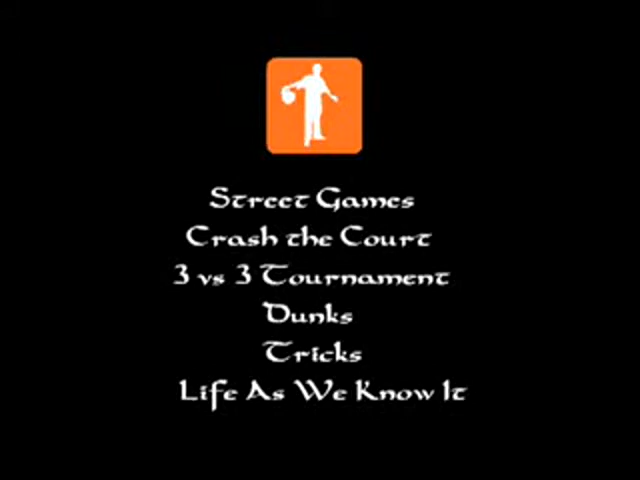 Street Games
Crash the Court
3 vs 3 Tournament
Dunks
Tricks
Life As We Know It